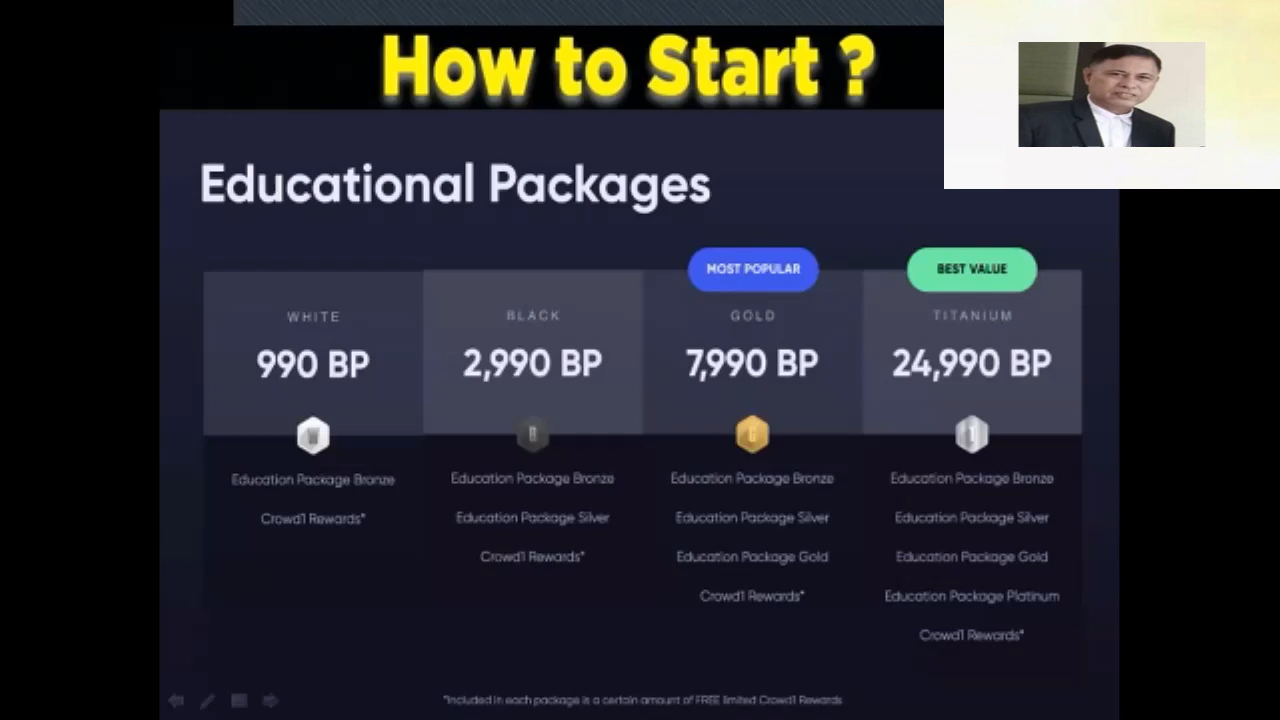 How to Start ?
Educational Packages
MOST POPULAR
BEST VALUE
WHITE
BLACK
GOLD
TITANIUM
990 BP
2,990 BP
7,990 BP
24,990 BP
Education Package Bronze
Crowd1 Rewards*
Education Package Bronze
Education Package Silver
Crowd1 Rewards*
Education Package Bronze
Education Package Silver
Education Package Gold
Crowd1 Rewards*
Education Package Bronze
Education Package Silver
Education Package Gold
Education Package Platinum
Crowd1 Rewards*
*Included in each package is a certain amount of FREE limited Crowd1 Rewards